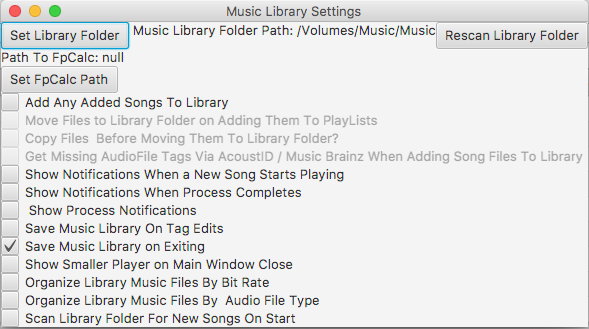 Music Library Settings
Set Library Folder Music Library Folder Path: /Volumes/Music/Music Rescan Library Folder
Path To FpCalc: null
Set FpCalc Path
Add Any Added Songs To Library
Move Files to Library Folder on Adding Them To PlayLists
Copy Files  Before Moving Them To Library Folder?
Get Missing AudioFile Tags Via AcoustID / Music Brainz When Adding Song Files To Library
Show Notifications When a New Song Starts Playing
Show Notifications When Process Completes
Show Process Notifications
Save Music Library On Tag Edits
Save Music Library on Exiting
Show Smaller Player on Main Window Close
Organize Library Music Files By Bit Rate
Organize Library Music Files By  Audio File Type
Scan Library Folder For New Songs On Start